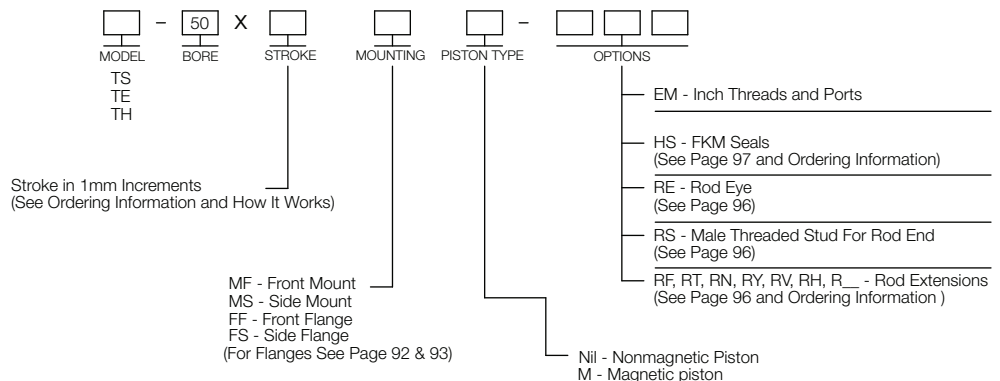 - 50 X -
MODEL BORE STROKE MOUNTING PISTON TYPE OPTIONS
TS
TE
TH
EM - Inch Threads and Ports
HS - FKM Seals
(See Page 97 and Ordering Information)
Stroke in 1mm Increments
(See Ordering Information and How It Works)
RE - Rod Eye
(See Page 96)
RS - Male Threaded Stud For Rod End
(See Page 96)
RF, RT, RN, RY, RV, RH, R__ - Rod Extensions
(See Page 96 and Ordering Information )
MF - Front Mount
MS - Side Mount
FF - Front Flange
FS - Side Flange
(For Flanges See Page 92 & 93)
Nil - Nonmagnetic Piston
M - Magnetic piston